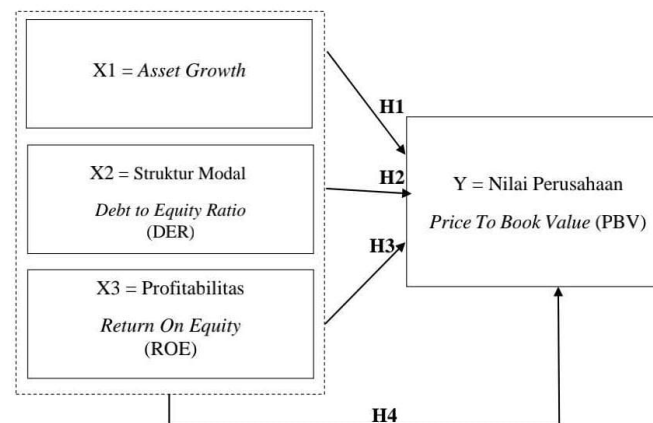 X1 = Asset Growth
H1
X2 = Struktur Modal
Debt to Equity Ratio
(DER)
H2
Y = Nilai Perusahaan
Price To Book Value (PBV)
H3
X3 = Profitabilitas
Return On Equity
(ROE)
H4